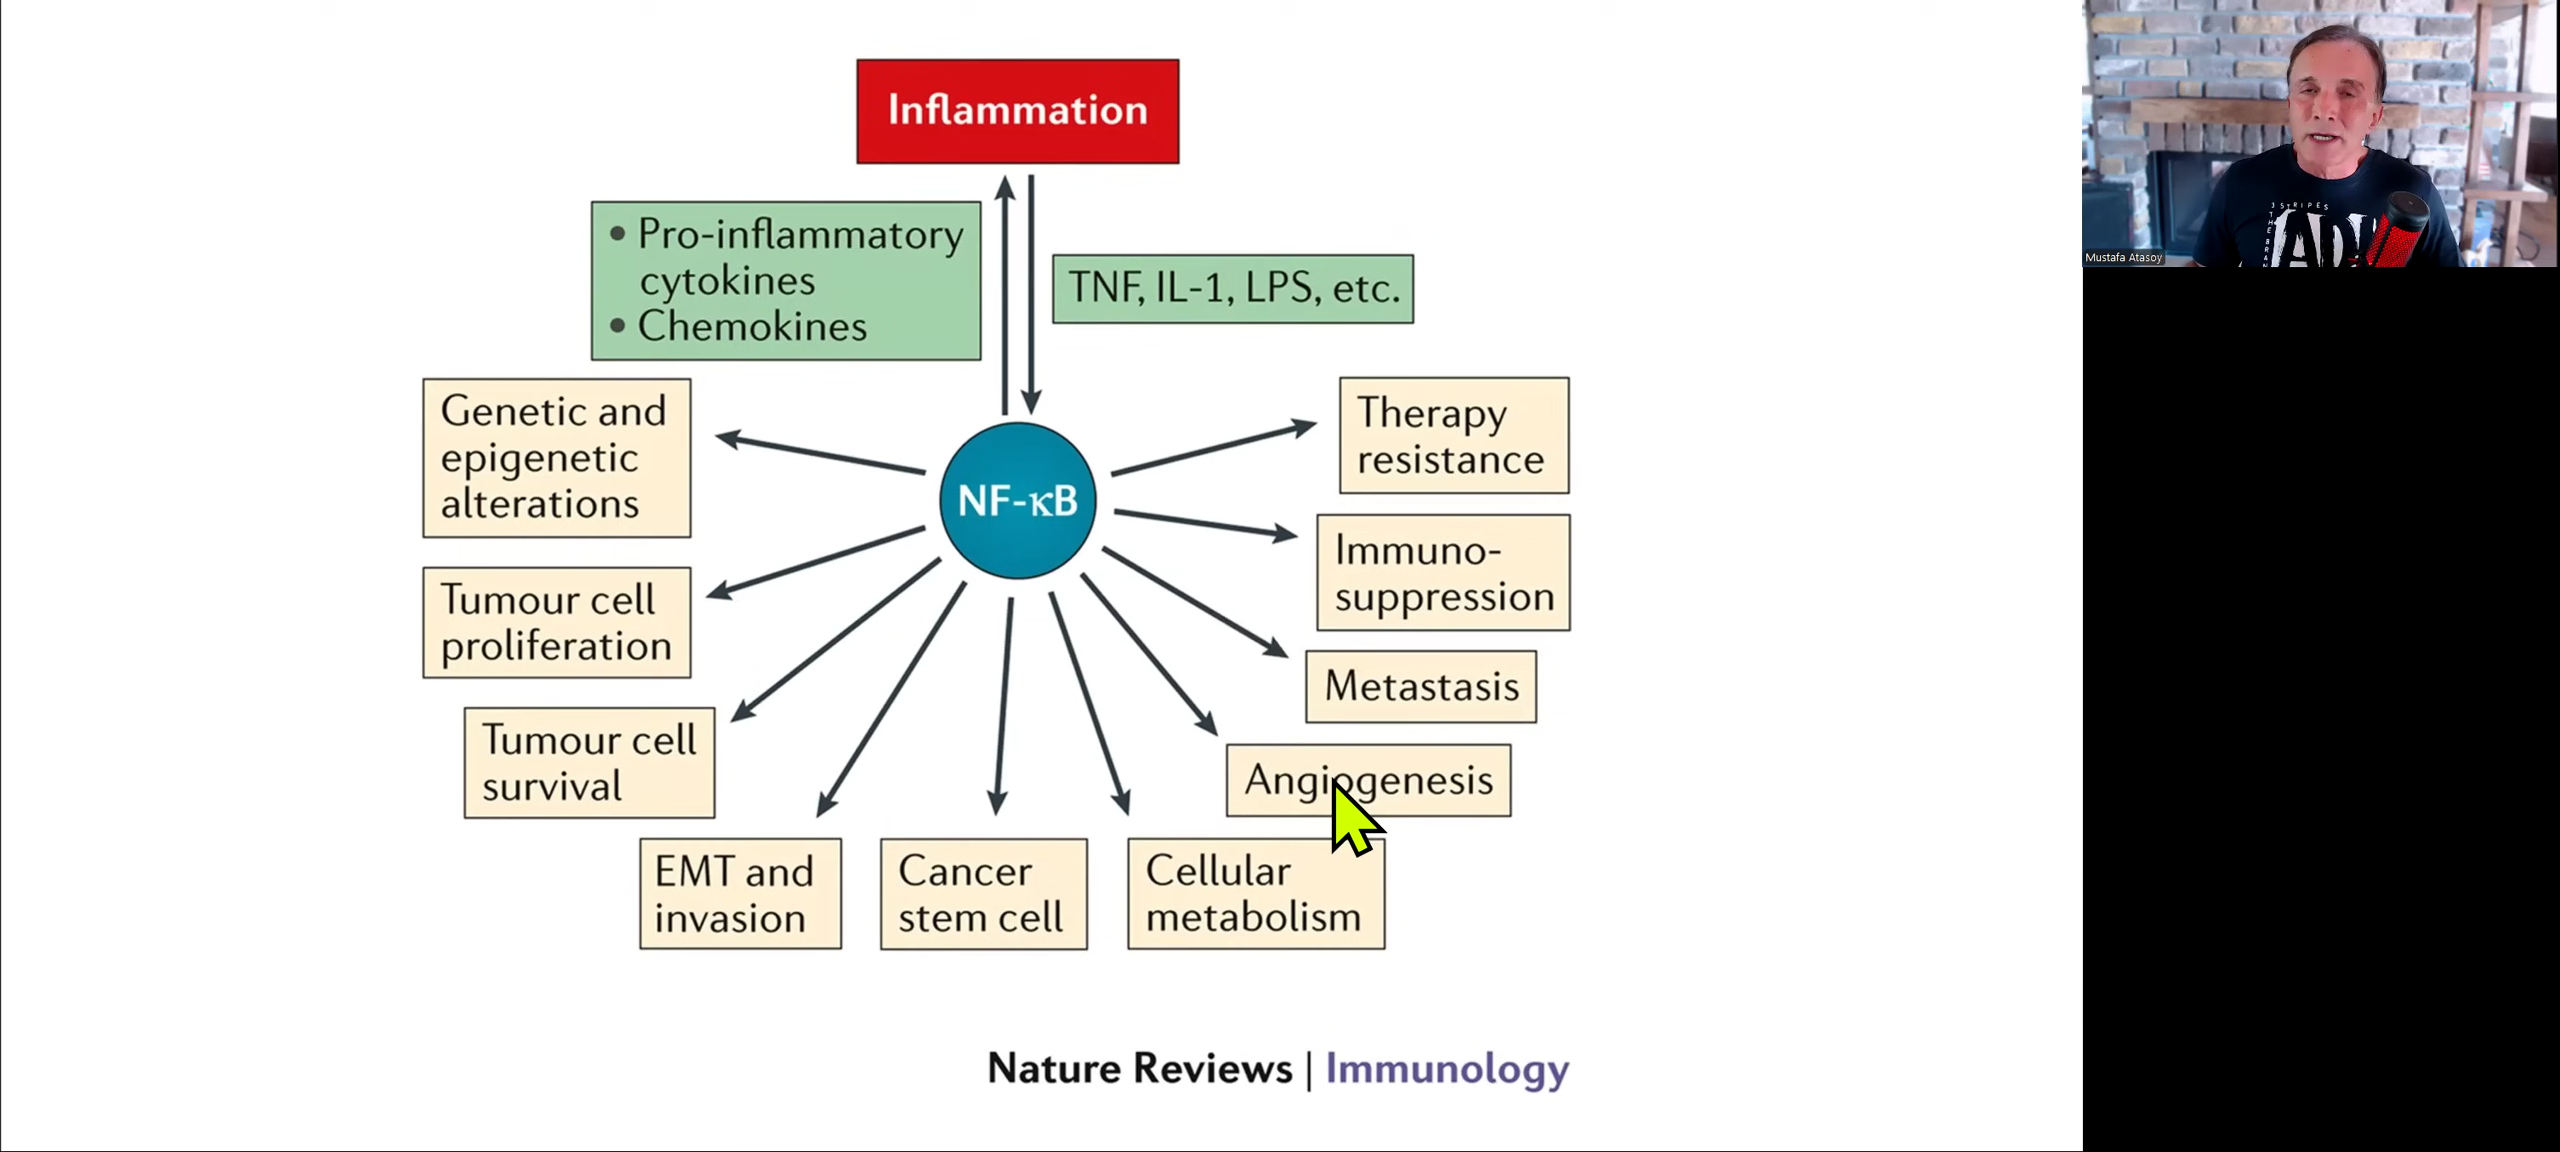 Inflammation
• Pro-inflammatory
cytokines
• Chemokines
TNF, IL-1, LPS, etc.
Genetic and
epigenetic
alterations
NF-κB
Therapy
resistance
Immuno-
suppression
Tumour cell
proliferation
Metastasis
Tumour cell
survival
Angiogenesis
EMT and
invasion
Cancer
stem cell
Cellular
metabolism
Nature Reviews | Immunology
Mustafa Atasoy
3 STRIPES